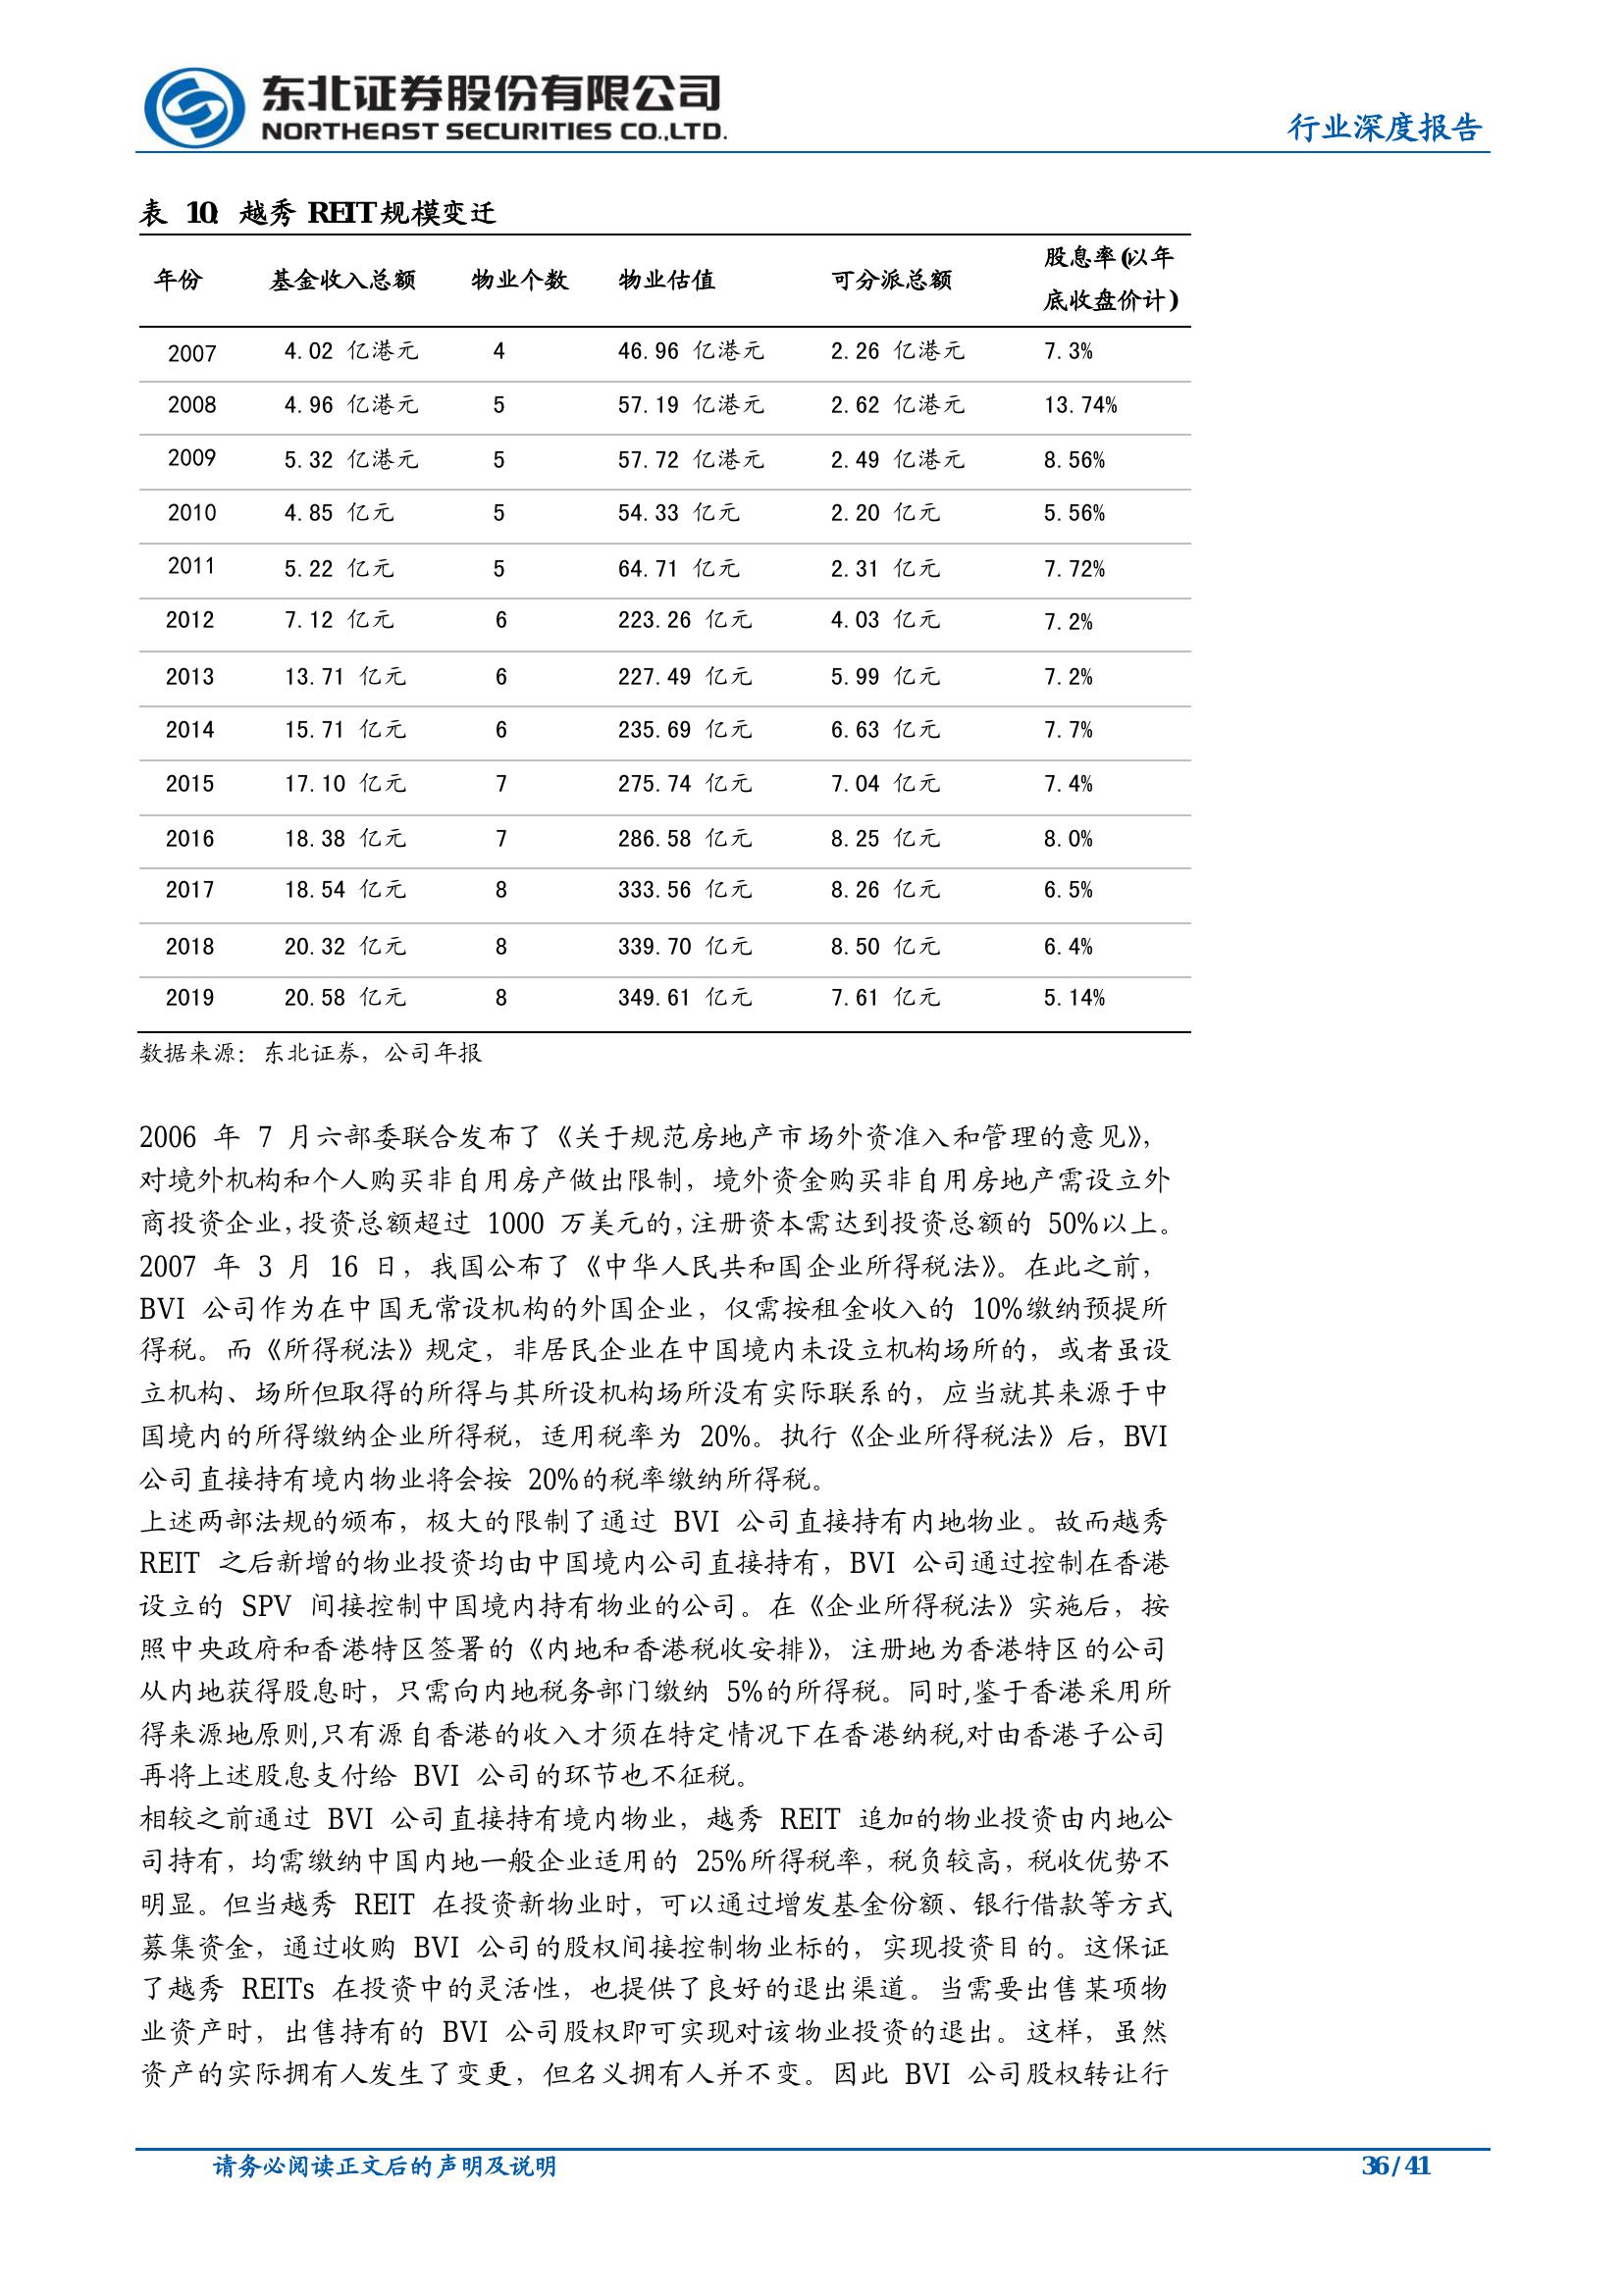 东北证券股份有限公司
NORTHEAST SECURITIES CO.,LTD.
行业深度报告
表 10: 越秀 REIT 规模变迁
年份 基金收入总额 物业个数 物业估值 可分派总额 股息率(以年底收盘价计)
2007 4.02 亿港元 4 46.96 亿港元 2.26 亿港元 7.3%
2008 4.96 亿港元 5 57.19 亿港元 2.62 亿港元 13.74%
2009 5.32 亿港元 5 57.72 亿港元 2.49 亿港元 8.56%
2010 4.85 亿元 5 54.33 亿元 2.20 亿元 5.56%
2011 5.22 亿元 5 64.71 亿元 2.31 亿元 7.72%
2012 7.12 亿元 6 223.26 亿元 4.03 亿元 7.2%
2013 13.71 亿元 6 227.49 亿元 5.99 亿元 7.2%
2014 15.71 亿元 6 235.69 亿元 6.63 亿元 7.7%
2015 17.10 亿元 7 275.74 亿元 7.04 亿元 7.4%
2016 18.38 亿元 7 286.58 亿元 8.25 亿元 8.0%
2017 18.54 亿元 8 333.56 亿元 8.26 亿元 6.5%
2018 20.32 亿元 8 339.70 亿元 8.50 亿元 6.4%
2019 20.58 亿元 8 349.61 亿元 7.61 亿元 5.14%
数据来源：东北证券，公司年报
2006 年 7 月六部委联合发布了《关于规范房地产市场外资准入和管理的意见》，
对境外机构和个人购买非自用房产做出限制，境外资金购买非自用房地产需设立外
商投资企业，投资总额超过 1000 万美元的，注册资本需达到投资总额的 50%以上。
2007 年 3 月 16 日，我国公布了《中华人民共和国企业所得税法》。在此之前，
BVI 公司作为在中国无常设机构的外国企业，仅需按租金收入的 10%缴纳预提所
得税。而《所得税法》规定，非居民企业在中国境内未设立机构场所的，或者虽设
立机构、场所但取得的所得与其所设机构场所没有实际联系的，应当就其来源于中
国境内的所得缴纳企业所得税，适用税率为 20%。执行《企业所得税法》后，BVI
公司直接持有境内物业将会按 20%的税率缴纳所得税。
上述两部法规的颁布，极大的限制了通过 BVI 公司直接持有内地物业。故而越秀
REIT 之后新增的物业投资均由中国境内公司直接持有，BVI 公司通过控制在香港
设立的 SPV 间接控制中国境内持有物业的公司。在《企业所得税法》实施后，按
照中央政府和香港特区签署的《内地和香港税收安排》，注册地为香港特区的公司
从内地获得股息时，只需向内地税务部门缴纳 5%的所得税。同时,鉴于香港采用所
得来源地原则,只有源自香港的收入才须在特定情况下在香港纳税,对由香港子公司
再将上述股息支付给 BVI 公司的环节也不征税。
相较之前通过 BVI 公司直接持有境内物业，越秀 REIT 追加的物业投资由内地公
司持有，均需缴纳中国内地一般企业适用的 25%所得税率，税负较高，税收优势不
明显。但当越秀 REIT 在投资新物业时，可以通过增发基金份额、银行借款等方式
募集资金，通过收购 BVI 公司的股权间接控制物业标的，实现投资目的。这保证
了越秀 REITs 在投资中的灵活性，也提供了良好的退出渠道。当需要出售某项物
业资产时，出售持有的 BVI 公司股权即可实现对该物业投资的退出。这样，虽然
资产的实际拥有人发生了变更，但名义拥有人并不变。因此 BVI 公司股权转让行
请务必阅读正文后的声明及说明
36 / 41